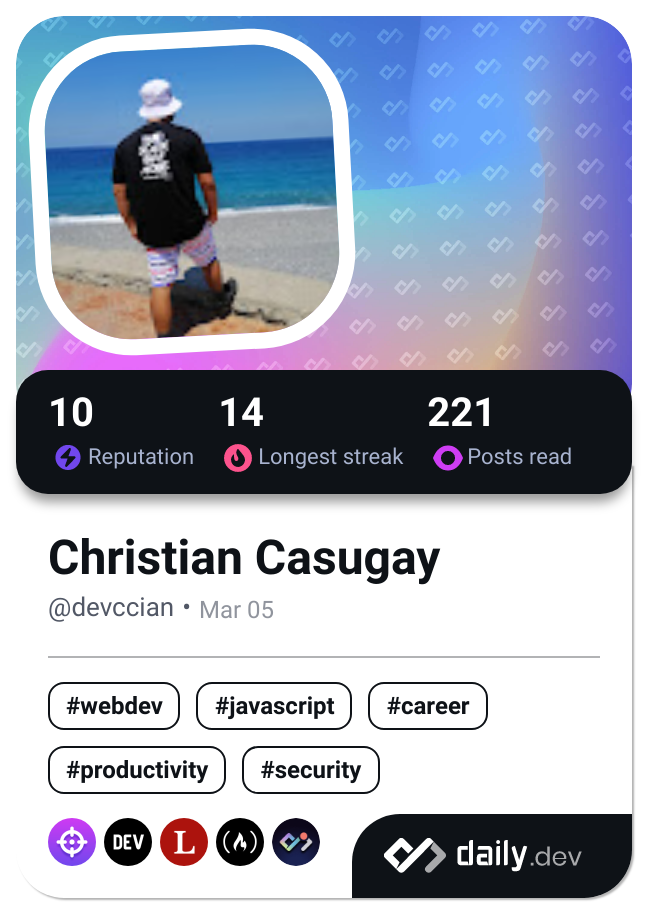 10 14 221
Reputation Longest streak Posts read
Christian Casugay
@devccian • Mar 05
#webdev #javascript #career
#productivity #security
DEV L
daily.dev